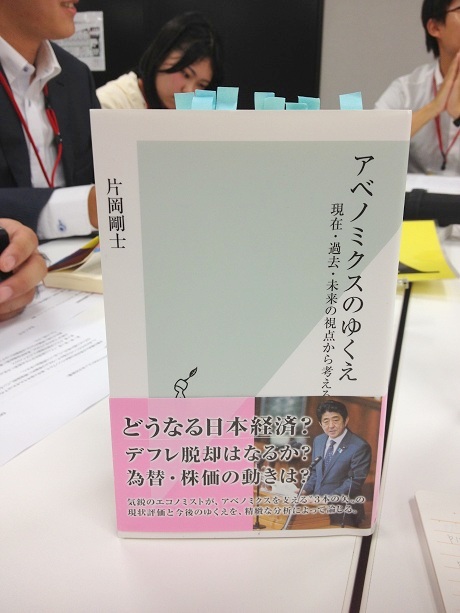 アベノミクスのゆくえ
現在・過去・未来の視点から考える
片岡剛士
どうなる日本経済?
デフレ脱却はなるか?
為替・株価の動きは?
気鋭のエコノミストが、アベノミクスを支える"3本の矢"の
現状評価と今後のゆくえを、精緻な分析によって論じる。